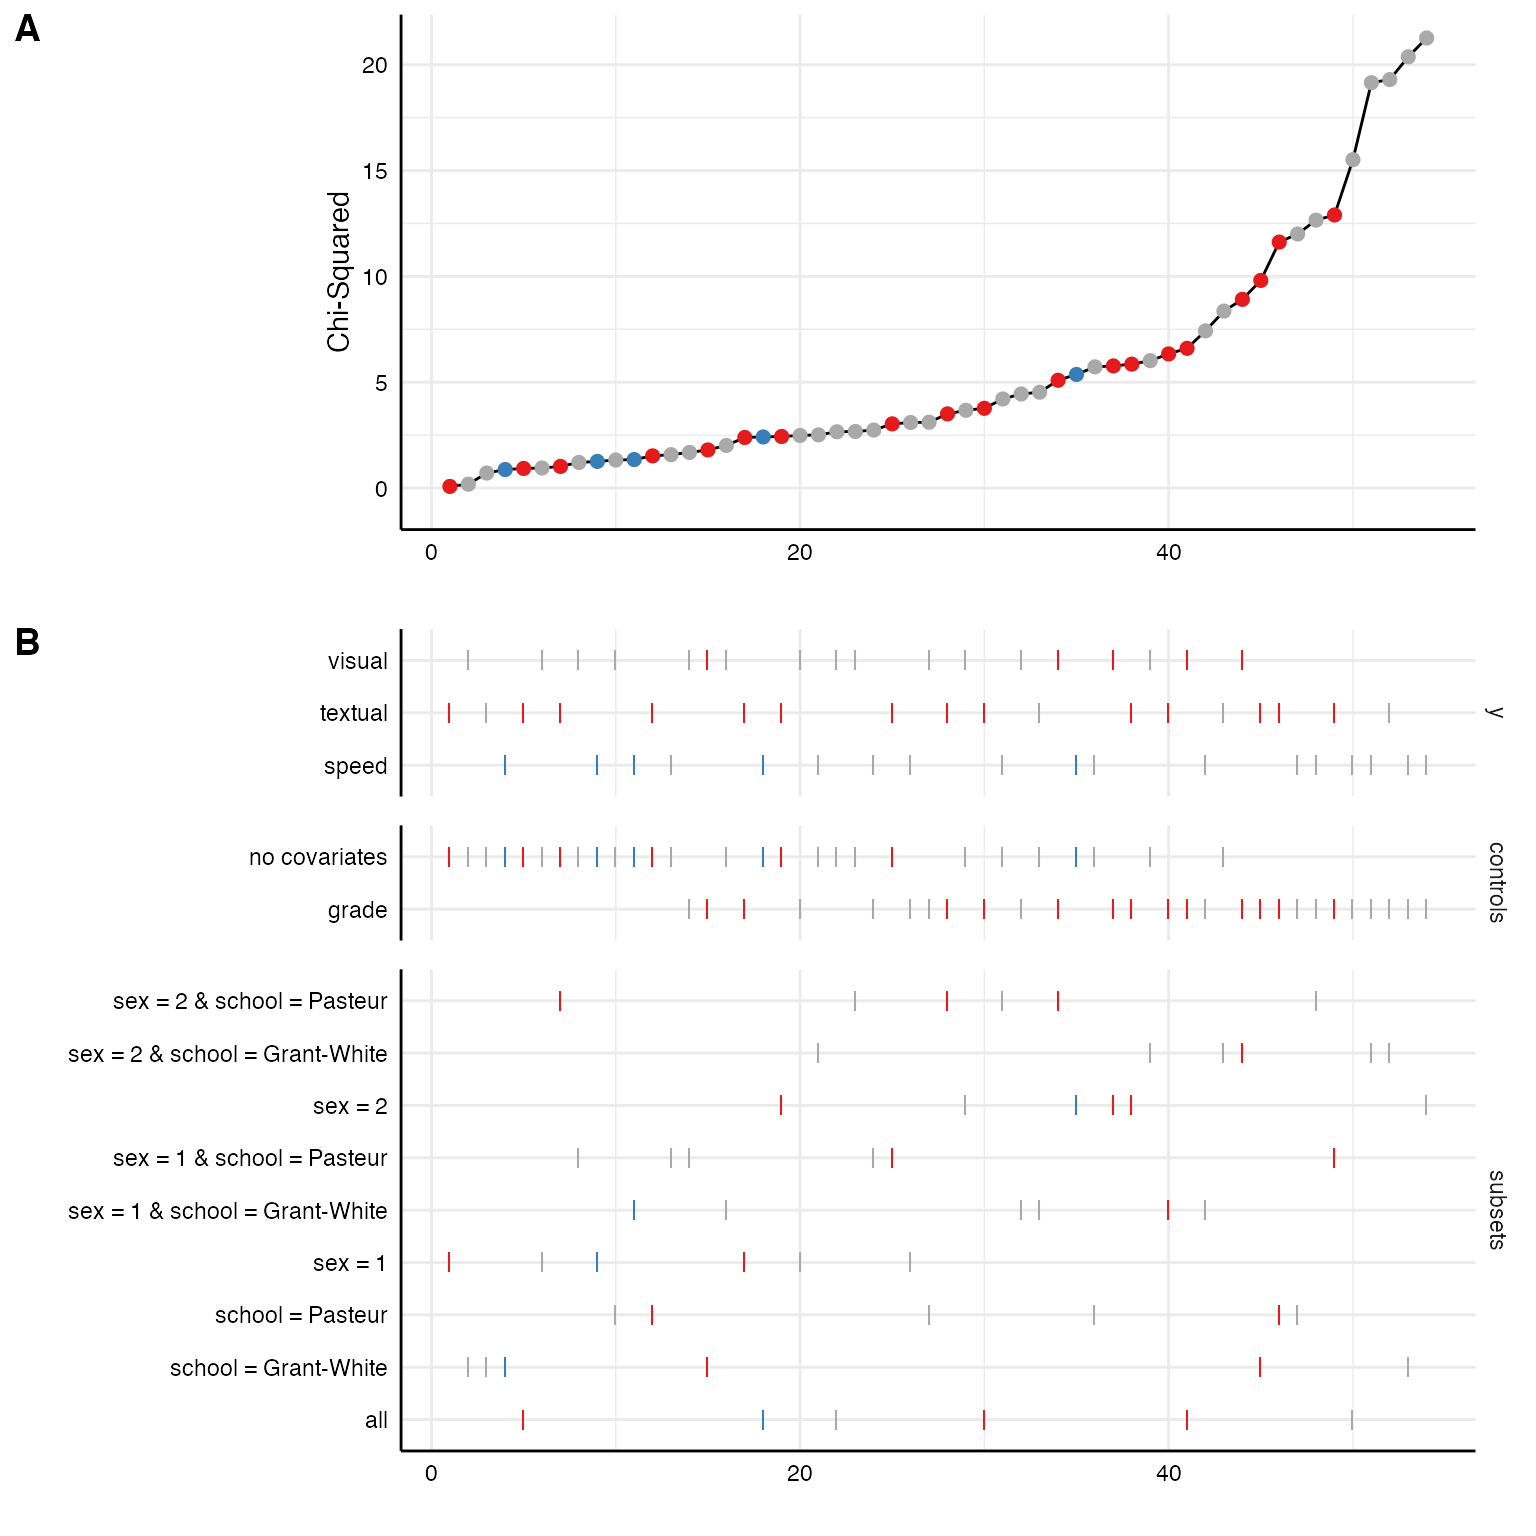 A
20
15
10
5
0
Chi-Squared
0 20 40
B
visual
textual
speed
y
no covariates
grade
controls
sex = 2 & school = Pasteur
sex = 2 & school = Grant-White
sex = 2
sex = 1 & school = Pasteur
sex = 1 & school = Grant-White
sex = 1
school = Pasteur
school = Grant-White
all
subsets
0 20 40